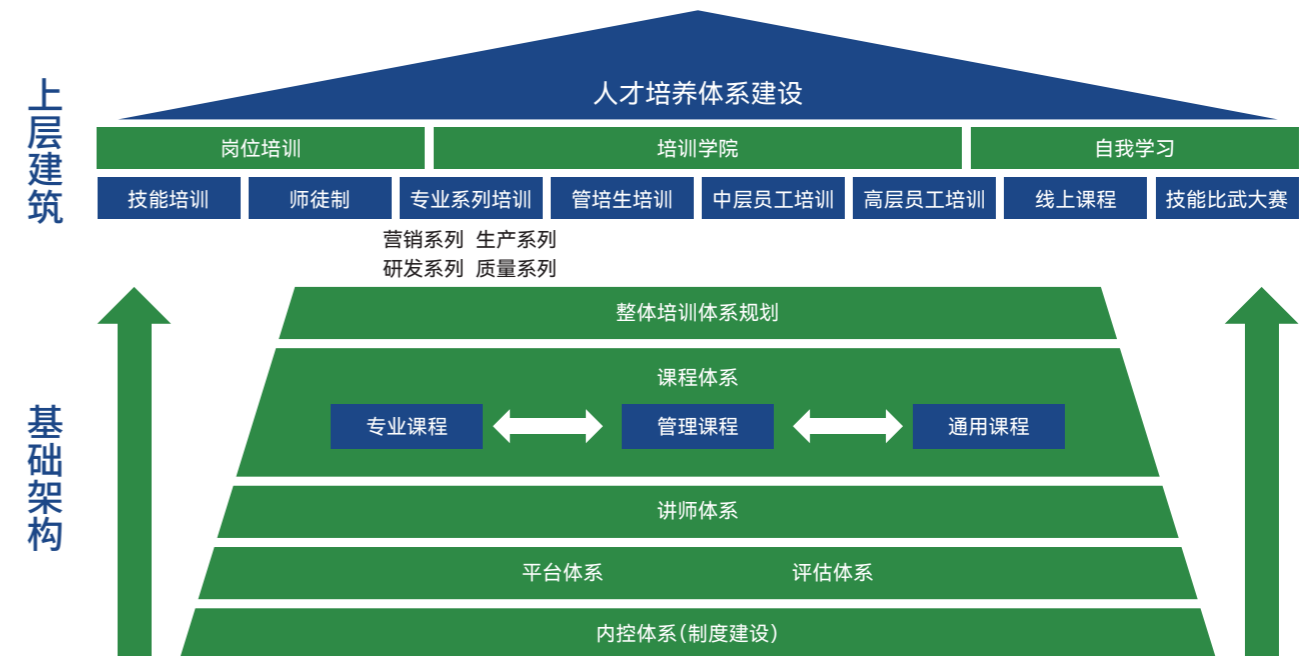 上层建筑
人才培养体系建设
岗位培训 培训学院 自我学习
技能培训 师徒制 专业系列培训 管培生培训 中层员工培训 高层员工培训 线上课程 技能比武大赛
营销系列 生产系列
研发系列 质量系列
基础架构
整体培训体系规划
课程体系
专业课程 管理课程 通用课程
讲师体系
平台体系 评估体系
内控体系(制度建设)